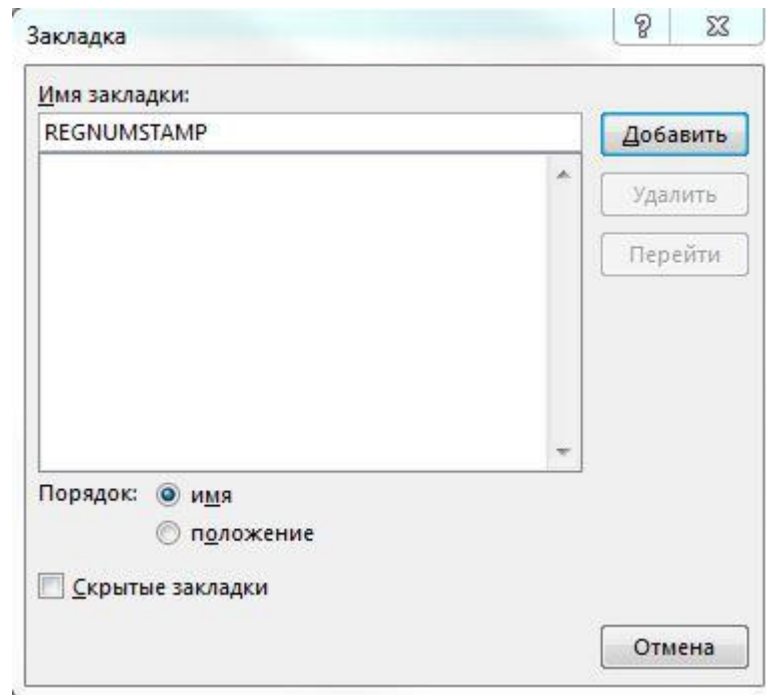 Закладка
Имя закладки:
REGNUMSTAMP
Добавить
Удалить
Перейти
Порядок:
имя
положение
Скрытые закладки
Отмена